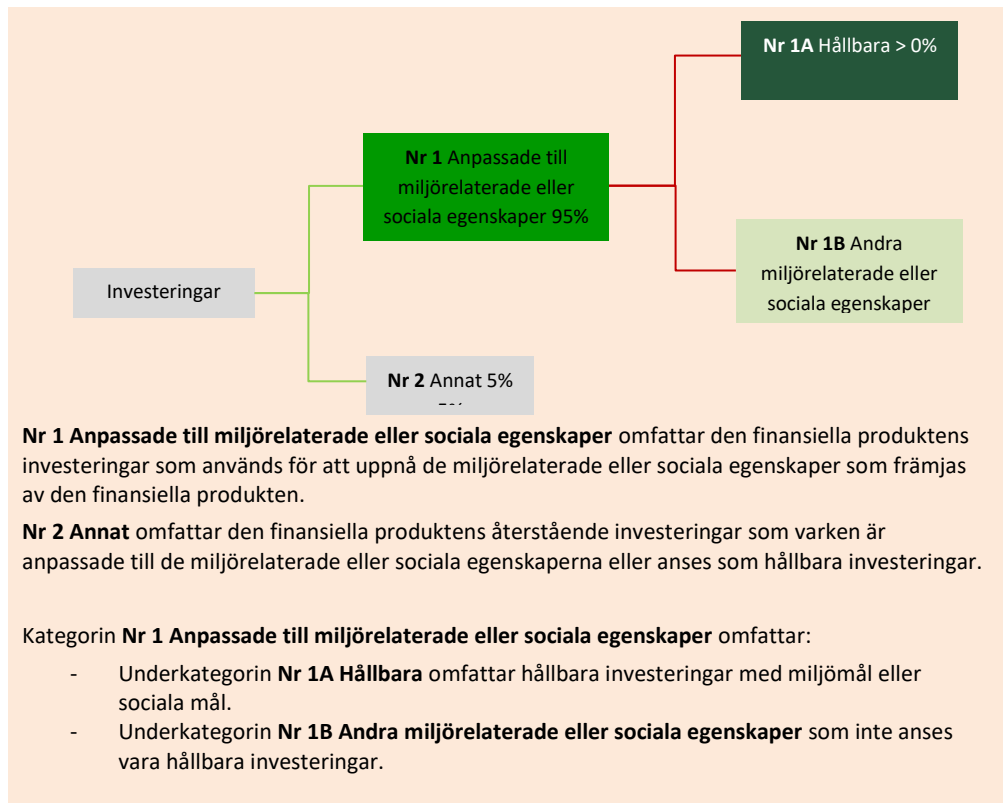 Nr 1A Hållbara > 0%
Nr 1 Anpassade till
miljörelaterade eller
sociala egenskaper 95%
Nr 1B Andra
miljörelaterade eller
sociala egenskaper
Investeringar
Nr 2 Annat 5%
Nr 1 Anpassade till miljörelaterade eller sociala egenskaper omfattar den finansiella produktens
investeringar som används för att uppnå de miljörelaterade eller sociala egenskaper som främjas
av den finansiella produkten.
Nr 2 Annat omfattar den finansiella produktens återstående investeringar som varken är
anpassade till de miljörelaterade eller sociala egenskaperna eller anses som hållbara investeringar.
Kategorin Nr 1 Anpassade till miljörelaterade eller sociala egenskaper omfattar:
- Underkategorin Nr 1A Hållbara omfattar hållbara investeringar med miljömål eller
sociala mål.
- Underkategorin Nr 1B Andra miljörelaterade eller sociala egenskaper som inte anses
vara hållbara investeringar.